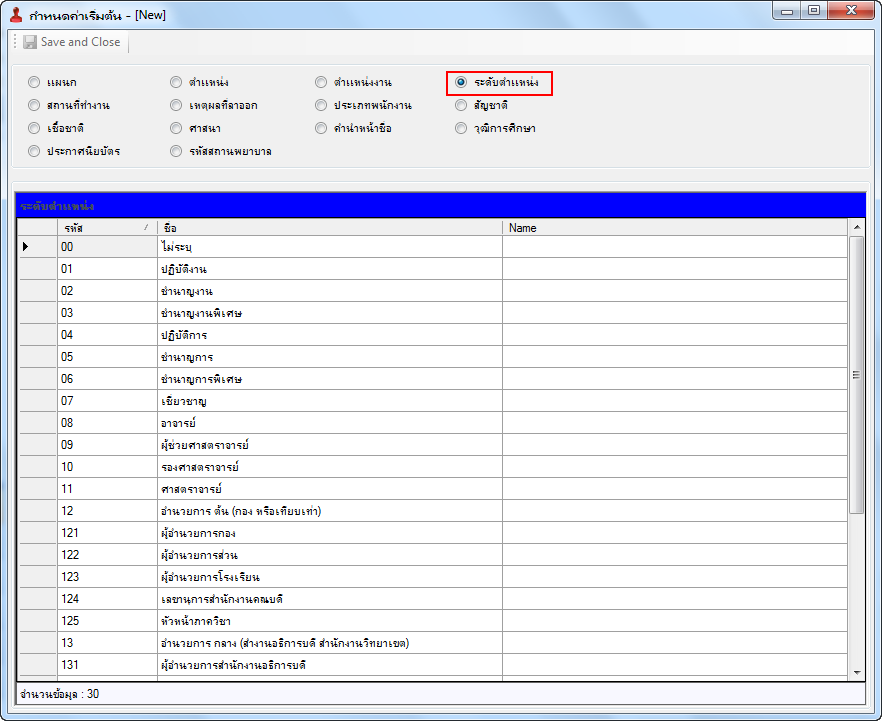 กำหนดค่าเริ่มต้น - [New]
Save and Close
แผนก ตำแหน่ง ตำแหน่งงาน ระดับตำแหน่ง
สถานที่ทำงาน เหตุผลที่ลาออก ประเภทพนักงาน สัญชาติ
เชื้อชาติ ศาสนา คำนำหน้าชื่อ วุฒิการศึกษา
ประกาศนียบัตร รหัสสถานพยาบาล
ระดับตำแหน่ง
รหัส ชื่อ Name
00 ไม่ระบุ
01 ปฏิบัติงาน
02 ชำนาญงาน
03 ชำนาญงานพิเศษ
04 ปฏิบัติการ
05 ชำนาญการ
06 ชำนาญการพิเศษ
07 เชี่ยวชาญ
08 อาจารย์
09 ผู้ช่วยศาสตราจารย์
10 รองศาสตราจารย์
11 ศาสตราจารย์
12 อำนวยการ ต้น (กอง หรือเทียบเท่า)
121 ผู้อำนวยการกอง
122 ผู้อำนวยการส่วน
123 ผู้อำนวยการโรงเรียน
124 เลขานุการสำนักงานคณบดี
125 หัวหน้าภาควิชา
13 อำนวยการ กลาง (สำงานอธิการบดี สำนักงานวิทยาเขต)
131 ผู้อำนวยการสำนักงานอธิการบดี
จำนวนข้อมูล : 30